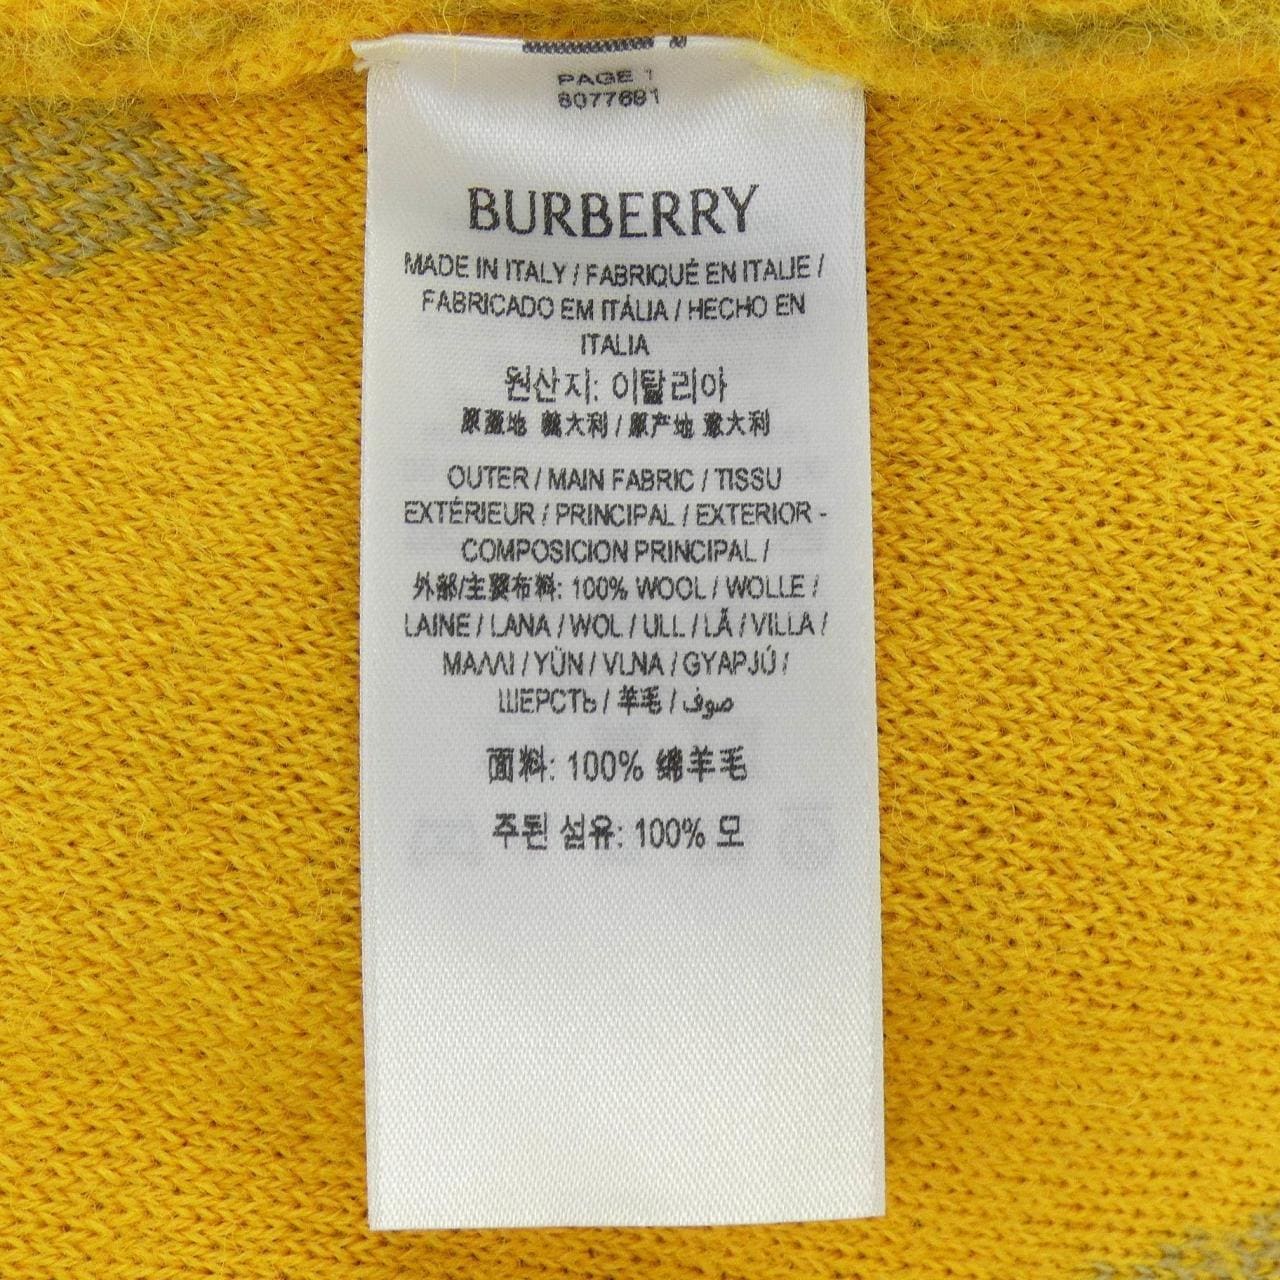 PAGE 1
8077681
BURBERRY
MADE IN ITALY / FABRIQUÉ EN ITALIE /
FABRICADO EM ITÁLIA / HECHO EN
ITALIA
원산지: 이탈리아
原產地 義大利 / 原产地 意大利
OUTER / MAIN FABRIC / TISSU
EXTÉRIEUR / PRINCIPAL / EXTERIOR -
COMPOSICION PRINCIPAL /
外部/主要布料: 100% WOOL / WOLLE /
LAINE / LANA / WOL / ULL / LÃ / VILLA /
ΜΑΛΛΙ / YÜN / VLNA / GYAPJÚ /
ШЕРСТЬ / 羊毛 / صوف
面料: 100% 绵羊毛
주된 섬유: 100% 모